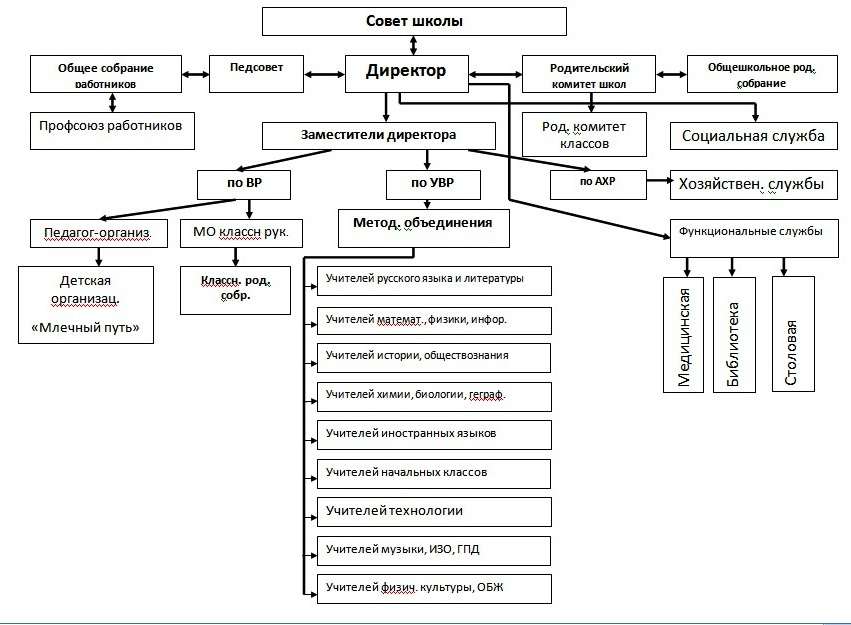 Совет школы
Общее собрание
работников
Педсовет
Директор
Родительский
комитет школ
Общешкольное род.
собрание
Профсоюз работников
Заместители директора
Род. комитет
классов
Социальная служба
по ВР
по УВР
по АХР
Хозяйствен. службы
Педагог-организ.
МО классн рук.
Метод. объединения
Функциональные службы
Детская
организац.
«Млечный путь»
Классн. род.
собр.
Учителей русского языка и литературы
Учителей математ., физики, инфор.
Учителей истории, обществознания
Учителей химии, биологии, геграф.
Учителей иностранных языков
Учителей начальных классов
Учителей технологии
Учителей музыки, ИЗО, ГПД
Учителей физич. культуры, ОБЖ
Медицинская
Библиотека
Столовая